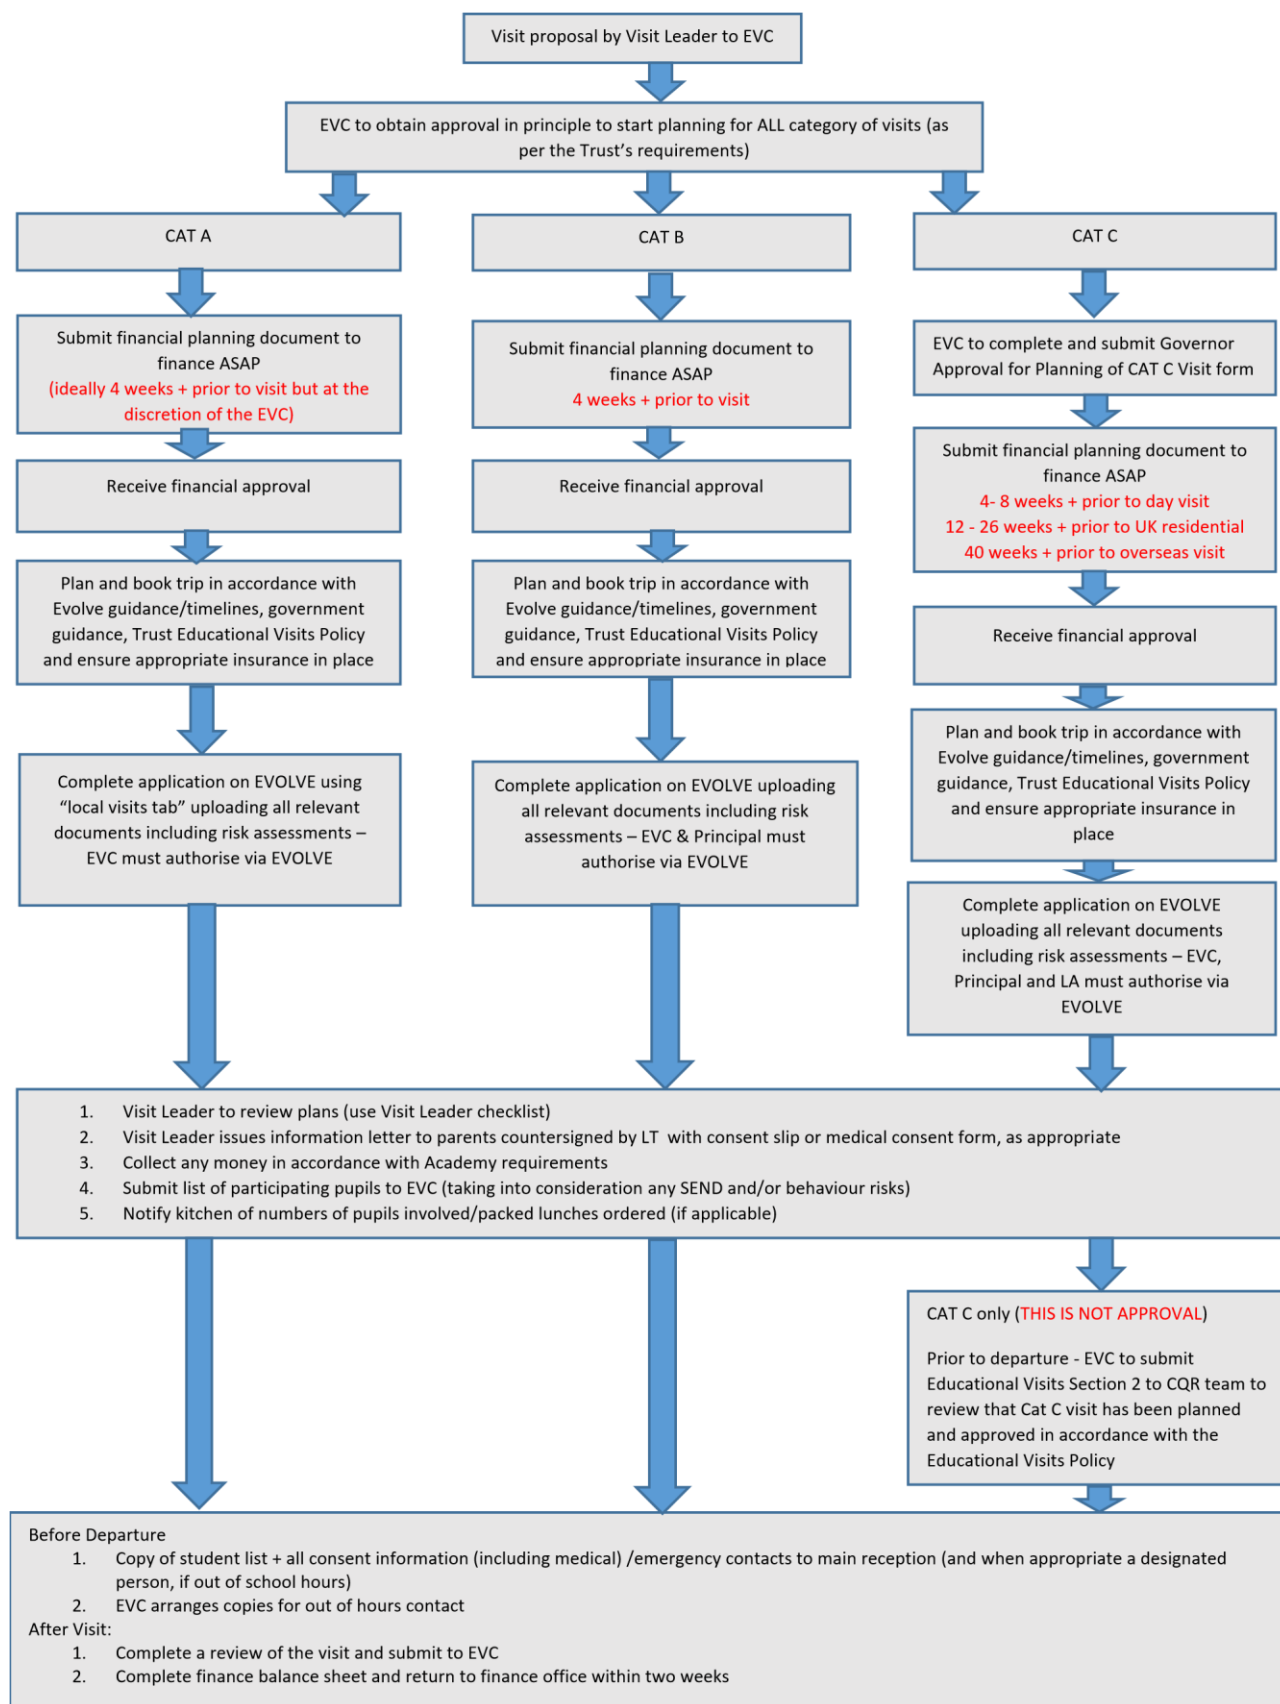 Visit proposal by Visit Leader to EVC
EVC to obtain approval in principle to start planning for ALL category of visits (as
per the Trust's requirements)
CAT A
Submit financial planning document to
finance ASAP
(ideally 4 weeks + prior to visit but at the
discretion of the EVC)
Receive financial approval
Plan and book trip in accordance with
Evolve guidance/timelines, government
guidance, Trust Educational Visits Policy
and ensure appropriate insurance in place
Complete application on EVOLVE using
“local visits tab” uploading all relevant
documents including risk assessments –
EVC must authorise via EVOLVE
CAT B
Submit financial planning document to
finance ASAP
4 weeks + prior to visit
Receive financial approval
Plan and book trip in accordance with
Evolve guidance/timelines, government
guidance, Trust Educational Visits Policy
and ensure appropriate insurance in place
Complete application on EVOLVE uploading
all relevant documents including risk
assessments – EVC & Principal must
authorise via EVOLVE
CAT C
EVC to complete and submit Governor
Approval for Planning of CAT C Visit form
Submit financial planning document to
finance ASAP
4- 8 weeks + prior to day visit
12 - 26 weeks + prior to UK residential
40 weeks + prior to overseas visit
Receive financial approval
Plan and book trip in accordance with
Evolve guidance/timelines, government
guidance, Trust Educational Visits Policy
and ensure appropriate insurance in
place
Complete application on EVOLVE
uploading all relevant documents
including risk assessments – EVC,
Principal and LA must authorise via
EVOLVE
1. Visit Leader to review plans (use Visit Leader checklist)
2. Visit Leader issues information letter to parents countersigned by LT with consent slip or medical consent form, as appropriate
3. Collect any money in accordance with Academy requirements
4. Submit list of participating pupils to EVC (taking into consideration any SEND and/or behaviour risks)
5. Notify kitchen of numbers of pupils involved/packed lunches ordered (if applicable)
CAT C only (THIS IS NOT APPROVAL)
Prior to departure - EVC to submit
Educational Visits Section 2 to CQR team to
review that Cat C visit has been planned
and approved in accordance with the
Educational Visits Policy
Before Departure
1. Copy of student list + all consent information (including medical) /emergency contacts to main reception (and when appropriate a designated
person, if out of school hours)
2. EVC arranges copies for out of hours contact
After Visit:
1. Complete a review of the visit and submit to EVC
2. Complete finance balance sheet and return to finance office within two weeks